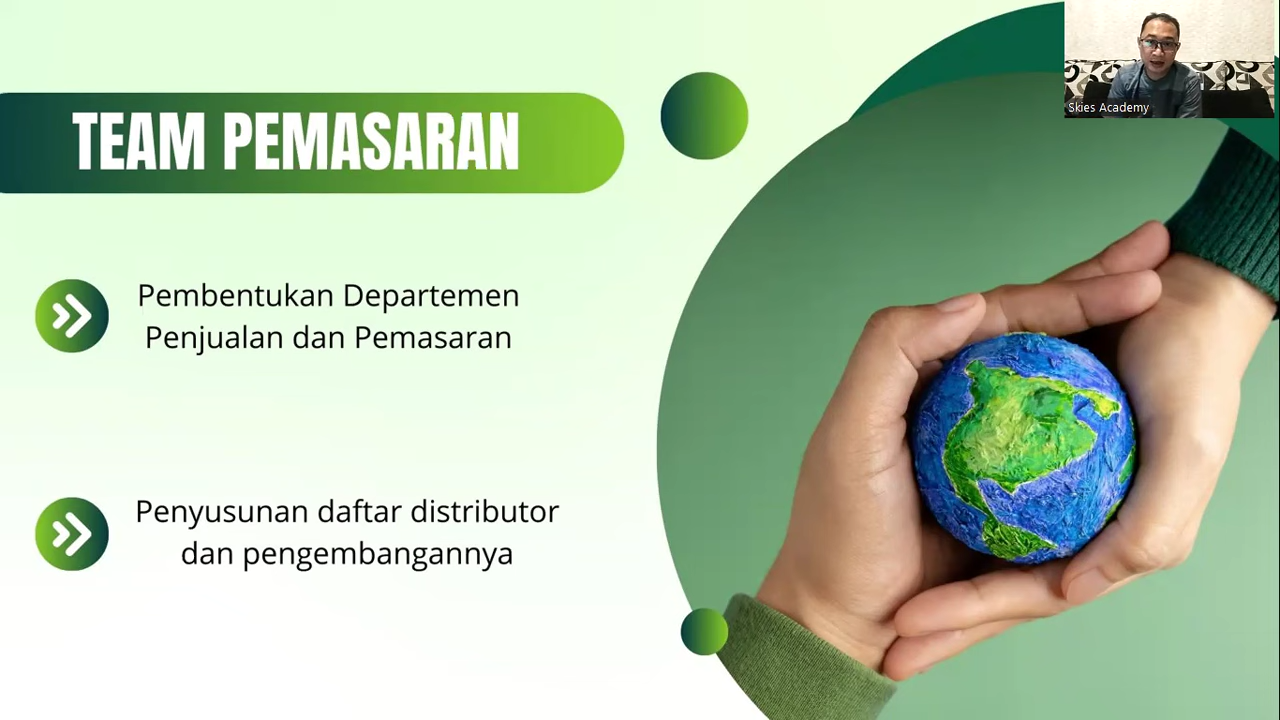 TEAM PEMASARAN
Pembentukan Departemen
Penjualan dan Pemasaran
Penyusunan daftar distributor
dan pengembangannya
Skies Academy